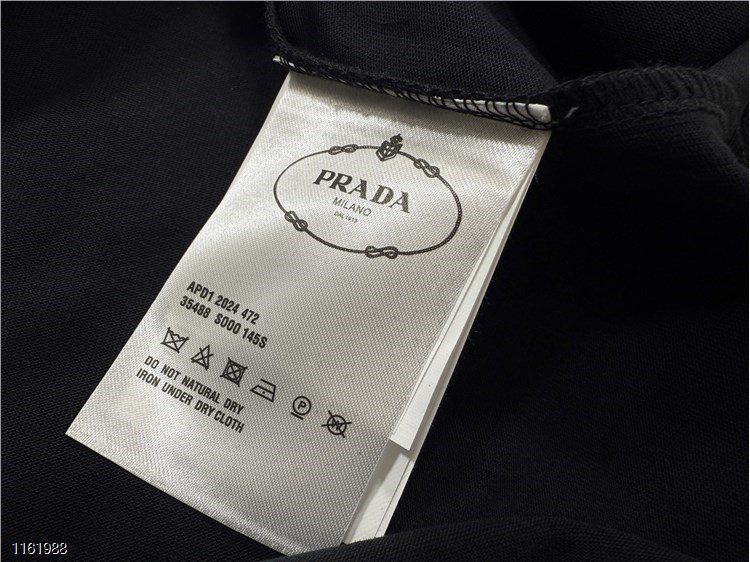 PRADA
MILANO
DAL 1913
APD1 2024 472
35488 S000 145S
P
W
DO NOT NATURAL DRY
IRON UNDER DRY CLOTH
1161988